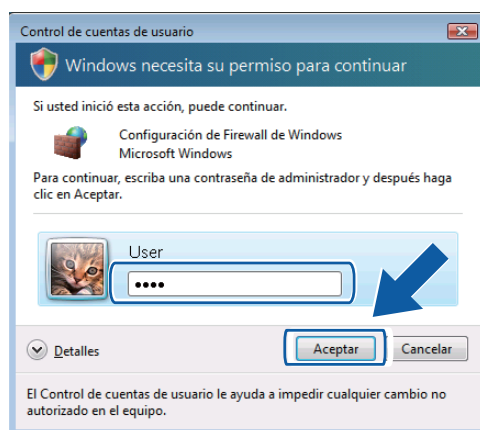 Control de cuentas de usuario
Windows necesita su permiso para continuar
Si usted inició esta acción, puede continuar.
Configuración de Firewall de Windows
Microsoft Windows
Para continuar, escriba una contraseña de administrador y después haga
clic en Aceptar.
User
••••
Detalles
Aceptar
Cancelar
El Control de cuentas de usuario le ayuda a impedir cualquier cambio no
autorizado en el equipo.